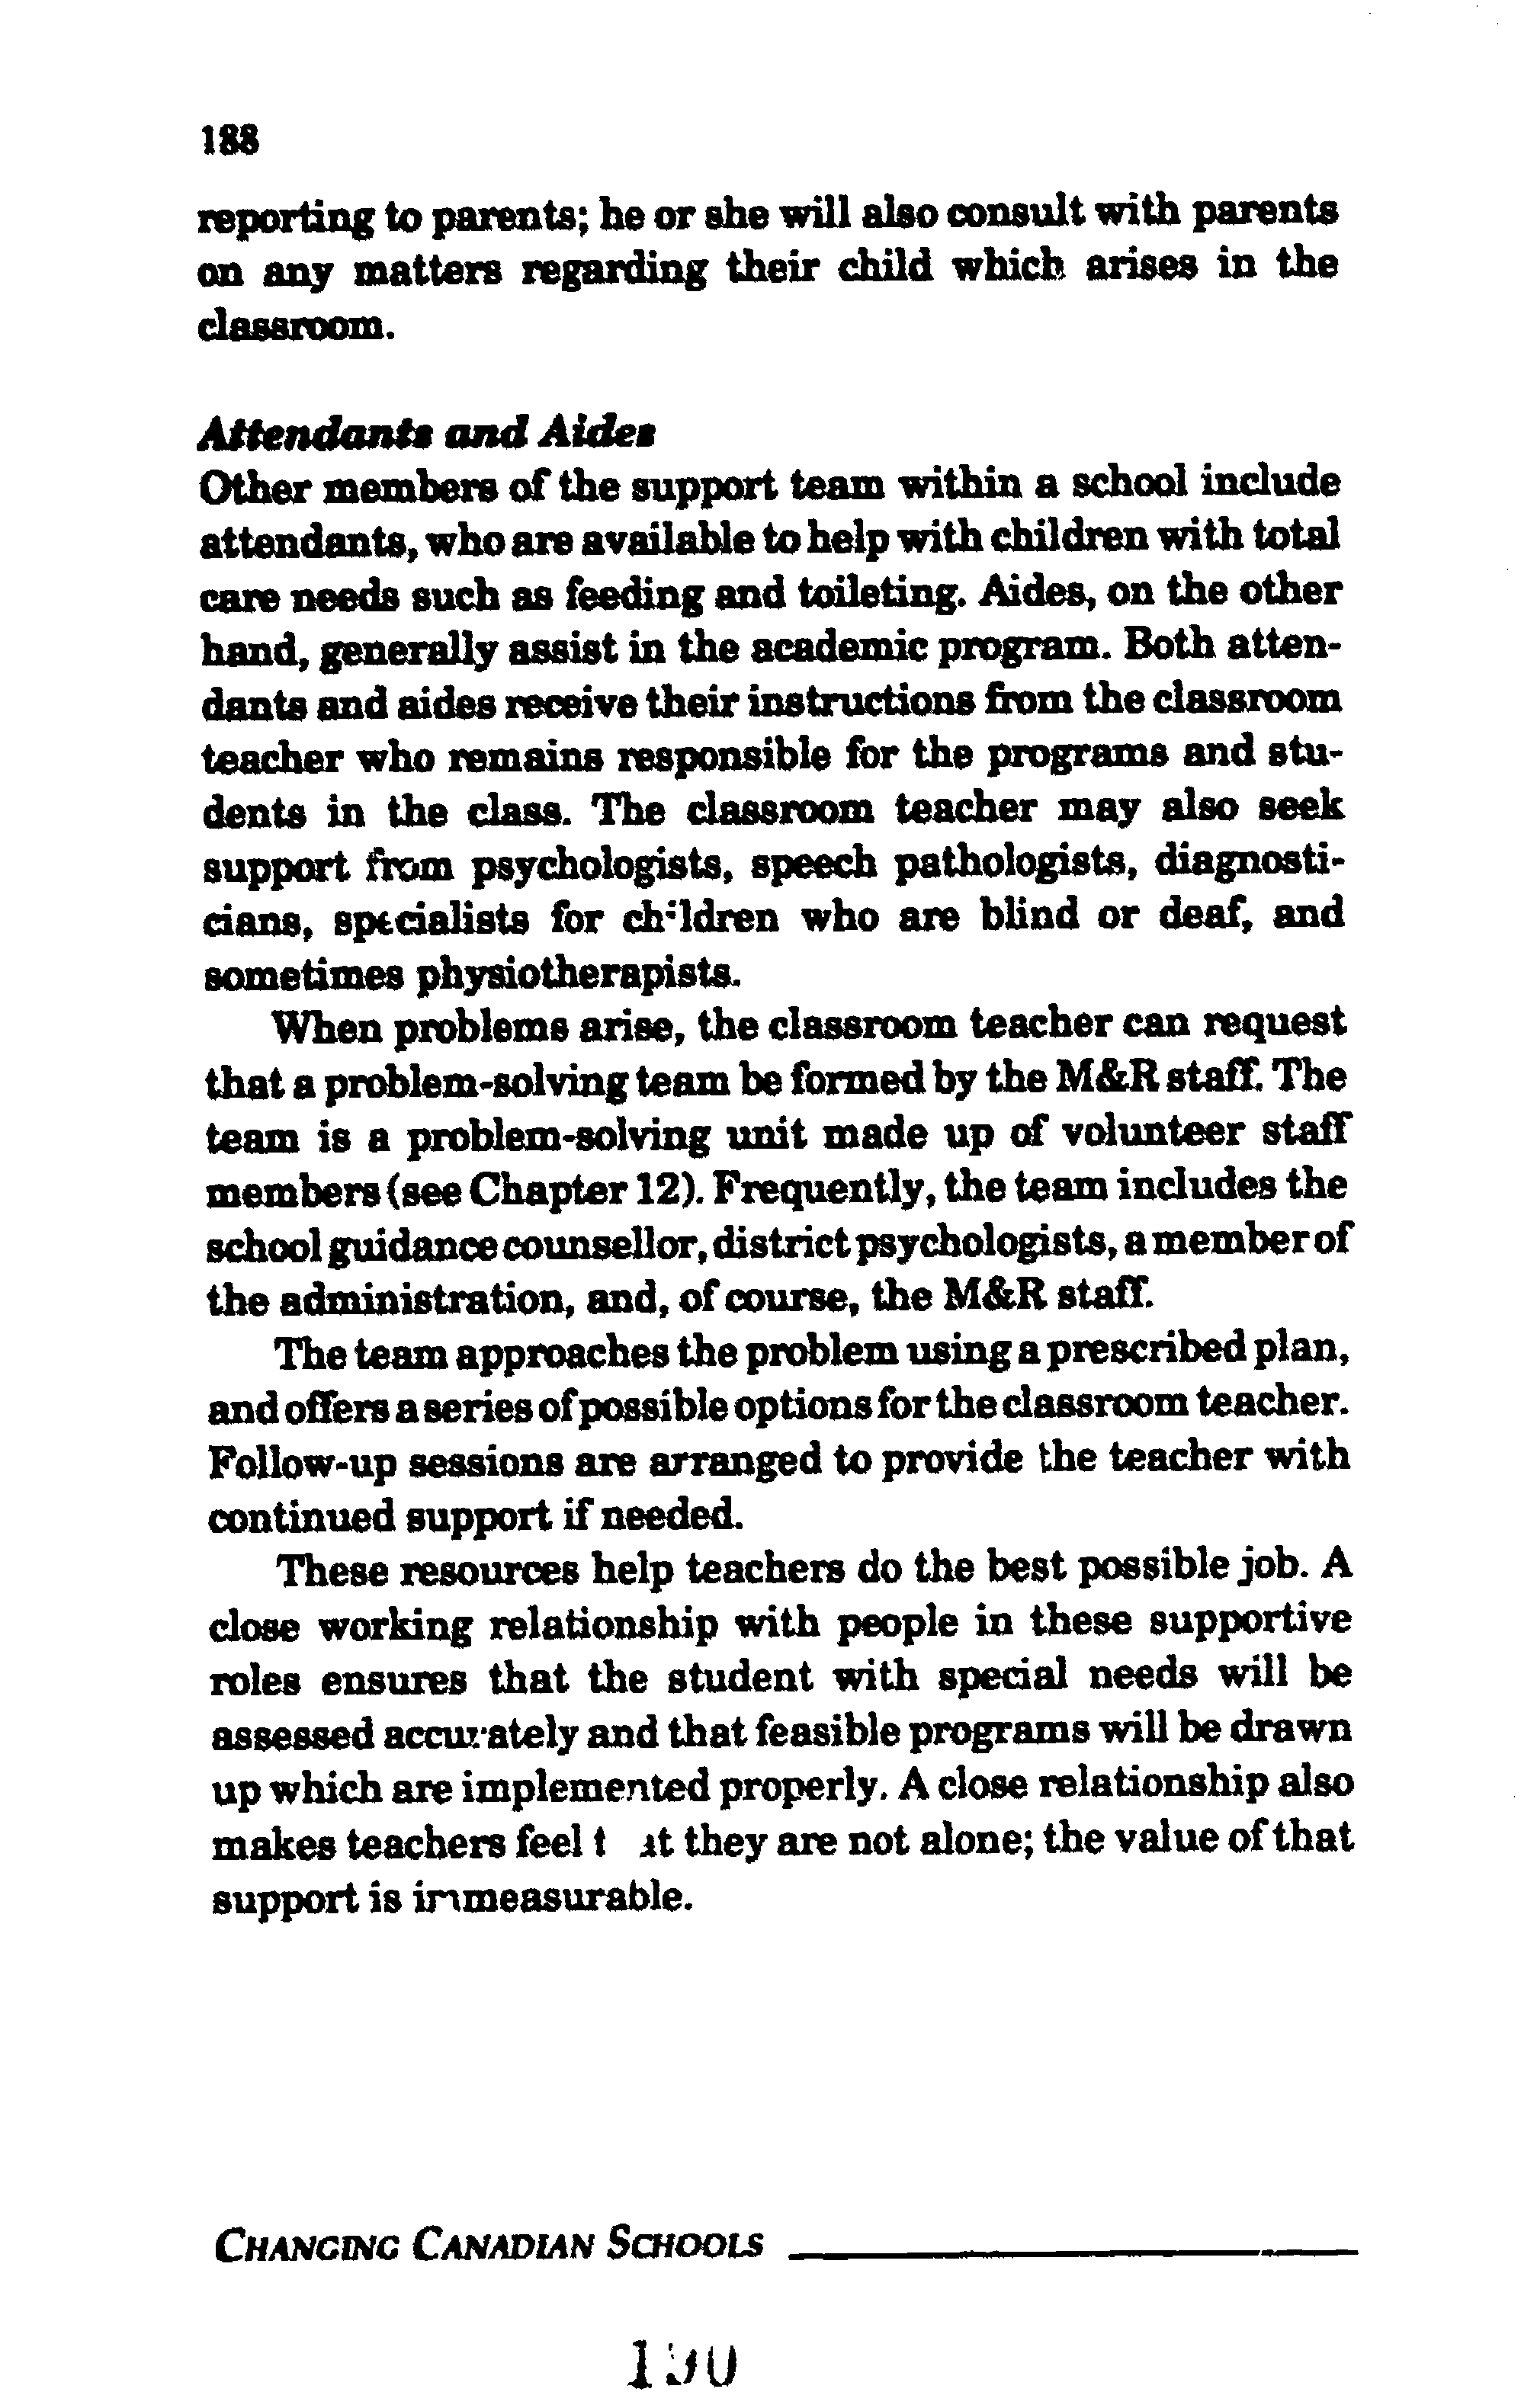 188
reporting to parents; he or she will also consult with parents
on any matters regarding their child which arises in the
classroom.
Attendants and Aides
Other members of the support team within a school include
attendants, who are available to help with children with total
care needs such as feeding and toileting. Aides, on the other
hand, generally assist in the academic program. Both atten-
dants and aides receive their instructions from the classroom
teacher who remains responsible for the programs and stu-
dents in the class. The classroom teacher may also seek
support from psychologists, speech pathologists, diagnosti-
cians, specialists for children who are blind or deaf, and
sometimes physiotherapists.
When problems arise, the classroom teacher can request
that a problem-solving team be formed by the M&R staff. The
team is a problem-solving unit made up of volunteer staff
members (see Chapter 12). Frequently, the team includes the
school guidance counsellor, district psychologists, a member of
the administration, and, of course, the M&R staff.
The team approaches the problem using a prescribed plan,
and offers a series of possible options for the classroom teacher.
Follow-up sessions are arranged to provide the teacher with
continued support if needed.
These resources help teachers do the best possible job. A
close working relationship with people in these supportive
roles ensures that the student with special needs will be
assessed accurately and that feasible programs will be drawn
up which are implemented properly. A close relationship also
makes teachers feel that they are not alone; the value of that
support is immeasurable.
CHANGING CANADIAN SCHOOLS